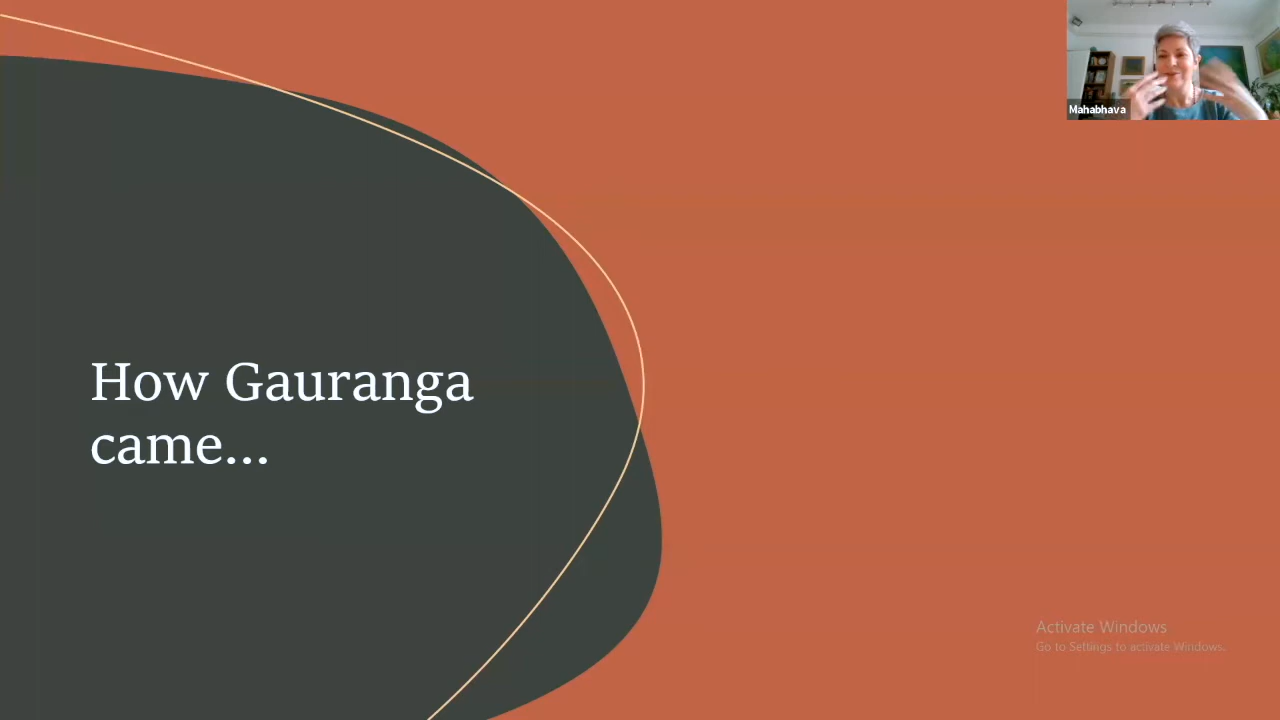 Mahabhava
How Gauranga
came...
Activate Windows
Go to Settings to activate Windows.